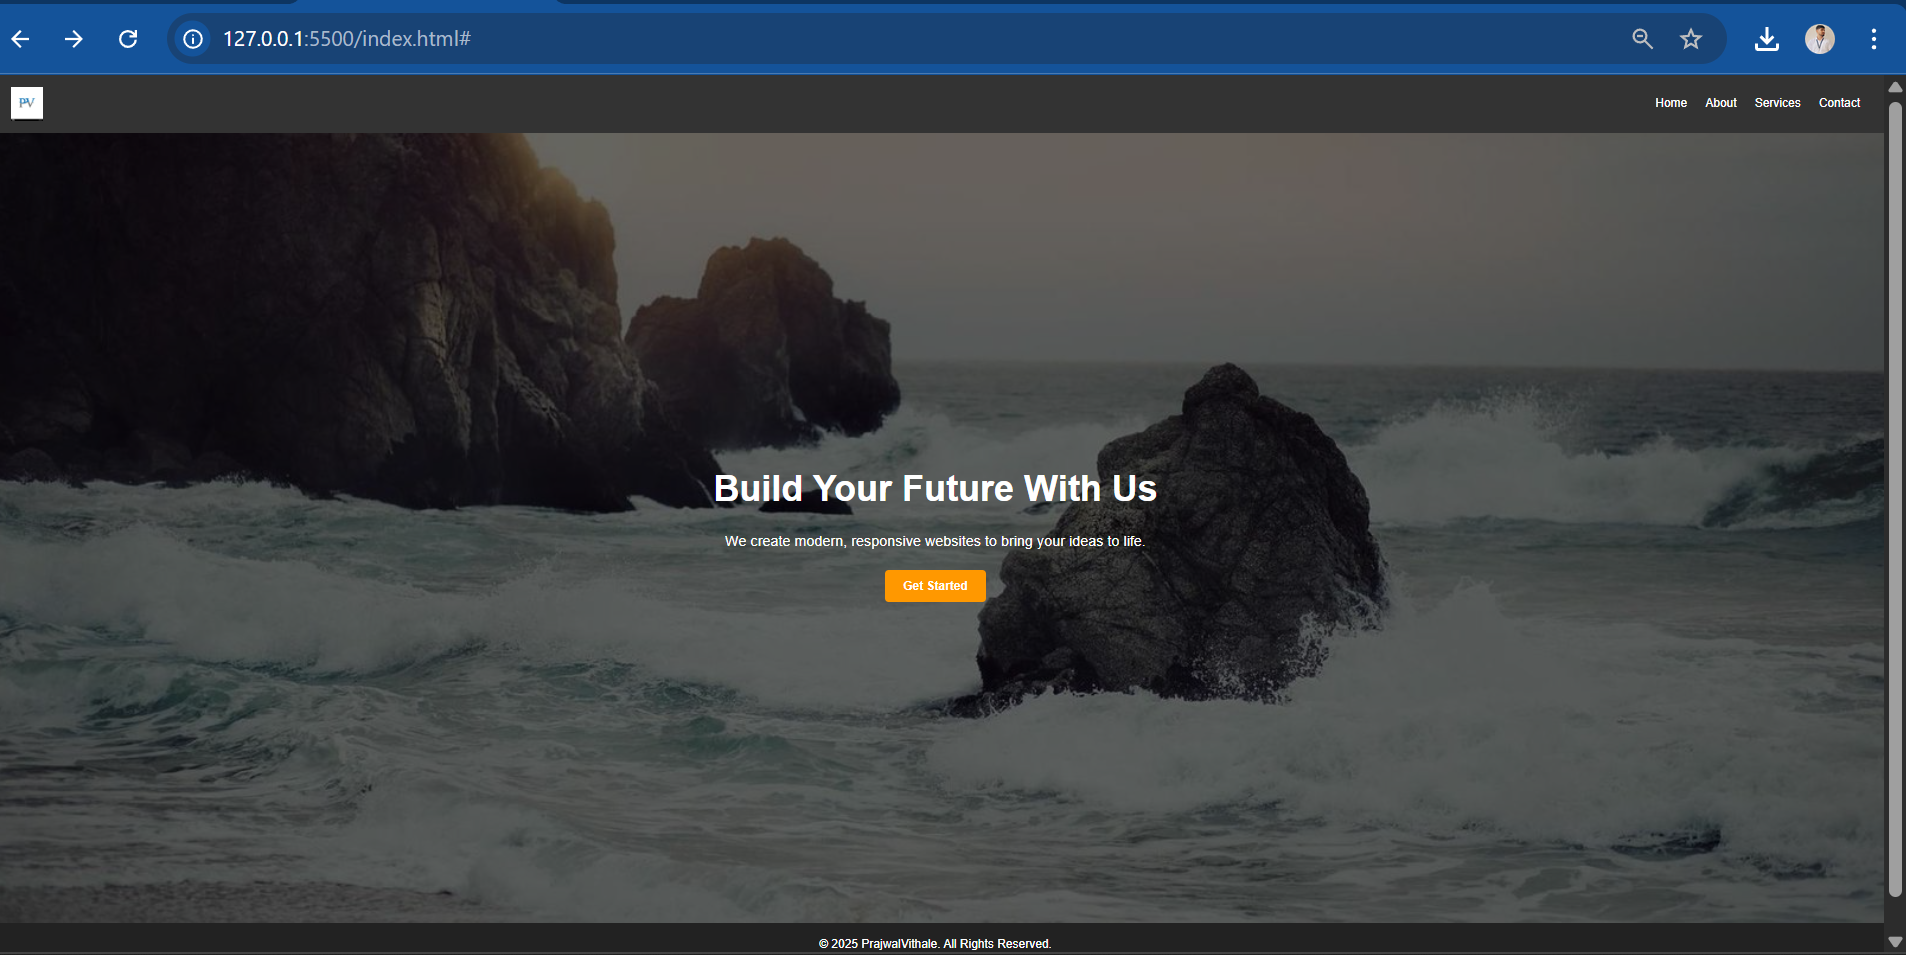 127.0.0.1:5500/index.html#
PV
Home About Services Contact
Build Your Future With Us
We create modern, responsive websites to bring your ideas to life.
Get Started
© 2025 PrajwalVithale. All Rights Reserved.